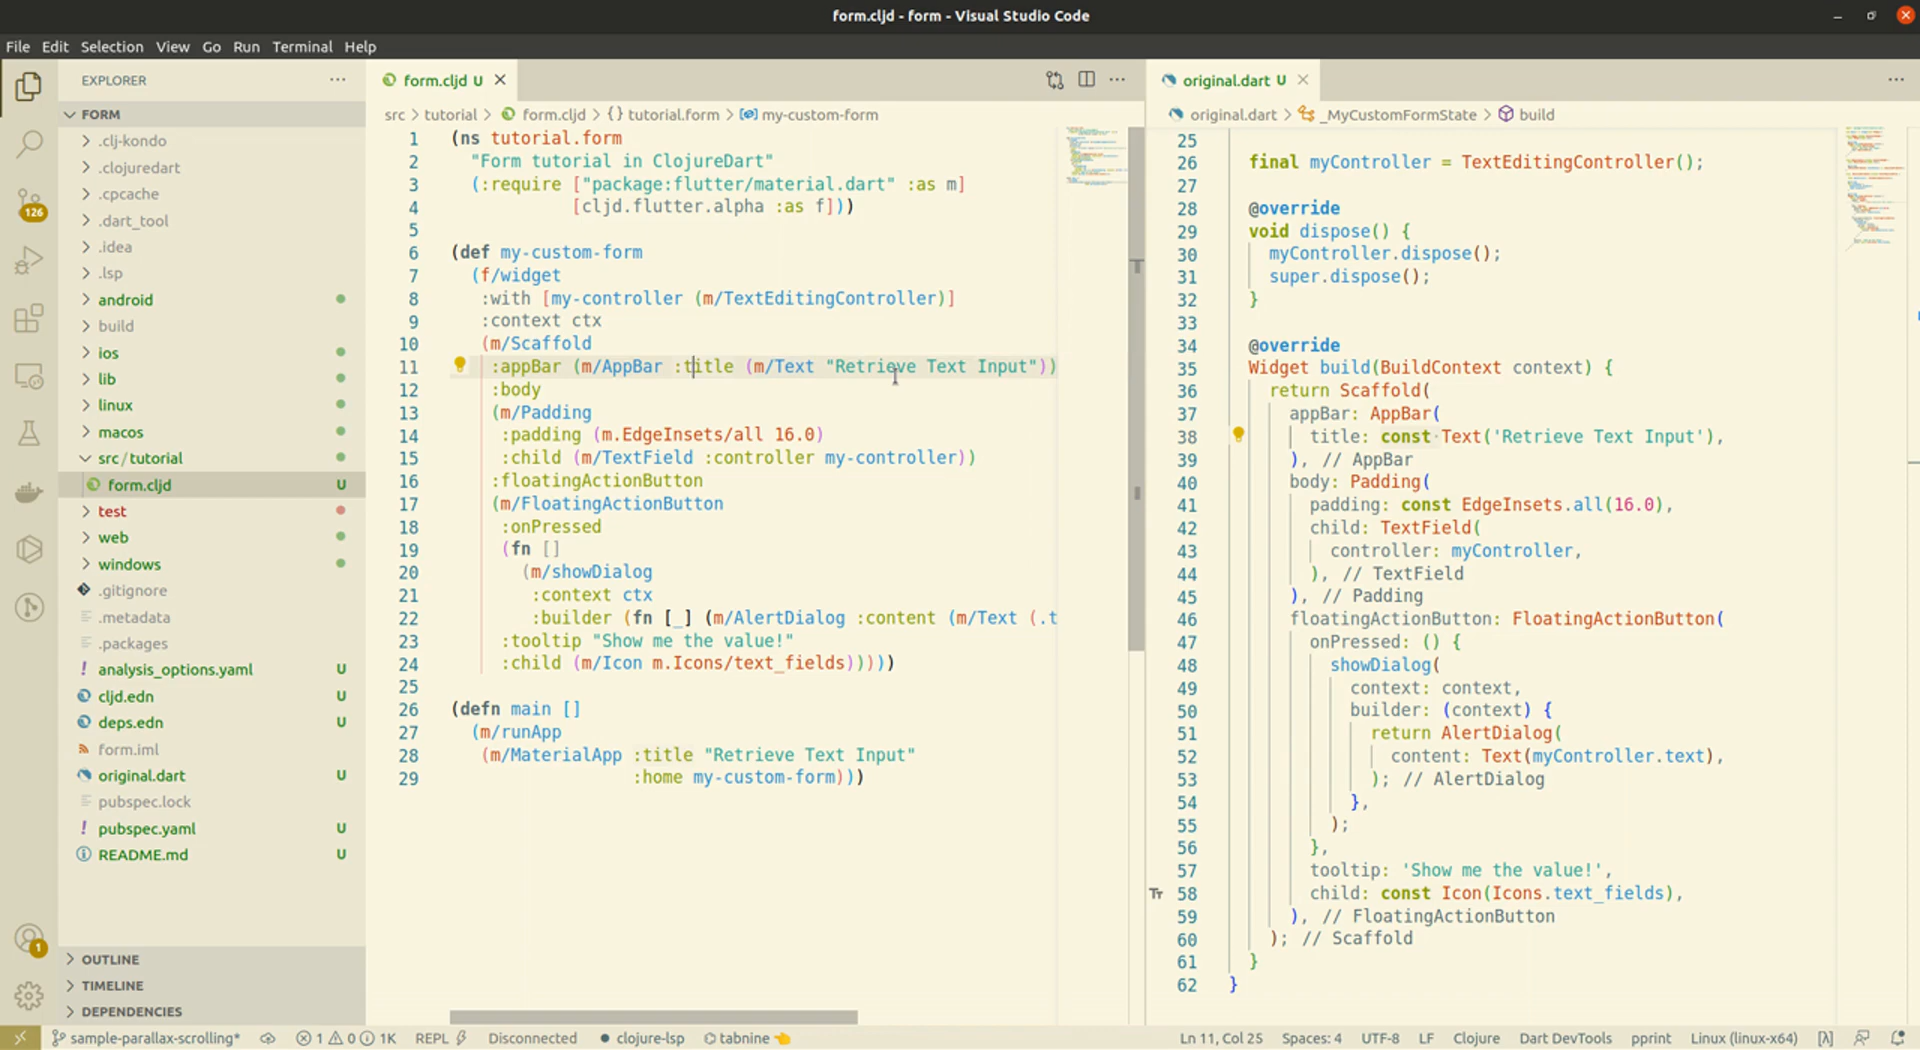 form.cljd - form - Visual Studio Code
File Edit Selection View Go Run Terminal Help
EXPLORER
FORM
.clj-kondo
.clojuredart
.cpcache
.dart_tool
.idea
.lsp
android
build
ios
lib
linux
macos
src/tutorial
form.cljd U
test
web
windows
.gitignore
.metadata
.packages
analysis_options.yaml U
cljd.edn U
deps.edn U
form.iml
original.dart U
pubspec.lock
pubspec.yaml U
README.md U
OUTLINE
TIMELINE
DEPENDENCIES
126
1
form.cljd U
src > tutorial > form.cljd > {} tutorial.form > my-custom-form
1 (ns tutorial.form
2 "Form tutorial in ClojureDart"
3 (:require ["package:flutter/material.dart" :as m]
4 [cljd.flutter.alpha :as f]))
5
6 (def my-custom-form
7 (f/widget
8 :with [my-controller (m/TextEditingController)]
9 :context ctx
10 (m/Scaffold
11 :appBar (m/AppBar :title (m/Text "Retrieve Text Input"))
12 :body
13 (m/Padding
14 :padding (m.EdgeInsets/all 16.0)
15 :child (m/TextField :controller my-controller))
16 :floatingActionButton
17 (m/FloatingActionButton
18 :onPressed
19 (fn []
20 (m/showDialog
21 :context ctx
22 :builder (fn [_] (m/AlertDialog :content (m/Text (.t
23 :tooltip "Show me the value!"
24 :child (m/Icon m.Icons/text_fields)))))
25
26 (defn main []
27 (m/runApp
28 (m/MaterialApp :title "Retrieve Text Input"
29 :home my-custom-form)))
original.dart U
original.dart > _MyCustomFormState > build
25
26 final myController = TextEditingController();
27
28 @override
29 void dispose() {
30 myController.dispose();
31 super.dispose();
32 }
33
34 @override
35 Widget build(BuildContext context) {
36 return Scaffold(
37 appBar: AppBar(
38 title: const Text('Retrieve Text Input'),
39 ), // AppBar
40 body: Padding(
41 padding: const EdgeInsets.all(16.0),
42 child: TextField(
43 controller: myController,
44 ), // TextField
45 ), // Padding
46 floatingActionButton: FloatingActionButton(
47 onPressed: () {
48 showDialog(
49 context: context,
50 builder: (context) {
51 return AlertDialog(
52 content: Text(myController.text),
53 ); // AlertDialog
54 },
55 );
56 },
57 tooltip: 'Show me the value!',
58 child: const Icon(Icons.text_fields),
59 ), // FloatingActionButton
60 ); // Scaffold
61 }
62 }
sample-parallax-scrolling* 1 0 1K REPL Disconnected clojure-lsp tabnine Ln 11, Col 25 Spaces: 4 UTF-8 LF Clojure Dart DevTools pprint Linux (linux-x64) [λ]